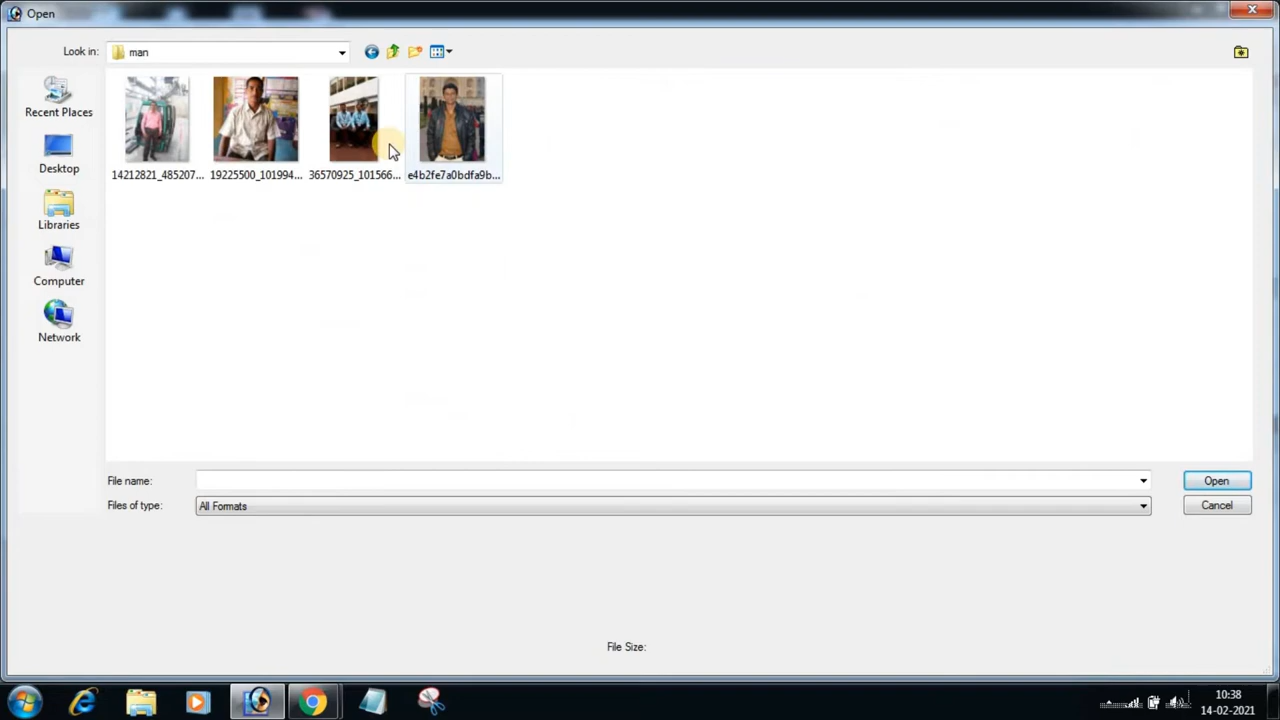 Open
Look in:
man
Recent Places
Desktop
Libraries
Computer
Network
14212821_485207...
19225500_101994...
36570925_101566...
e4b2fe7a0bdfa9b...
File name:
Open
Files of type:
All Formats
Cancel
File Size:
10:38
14-02-2021